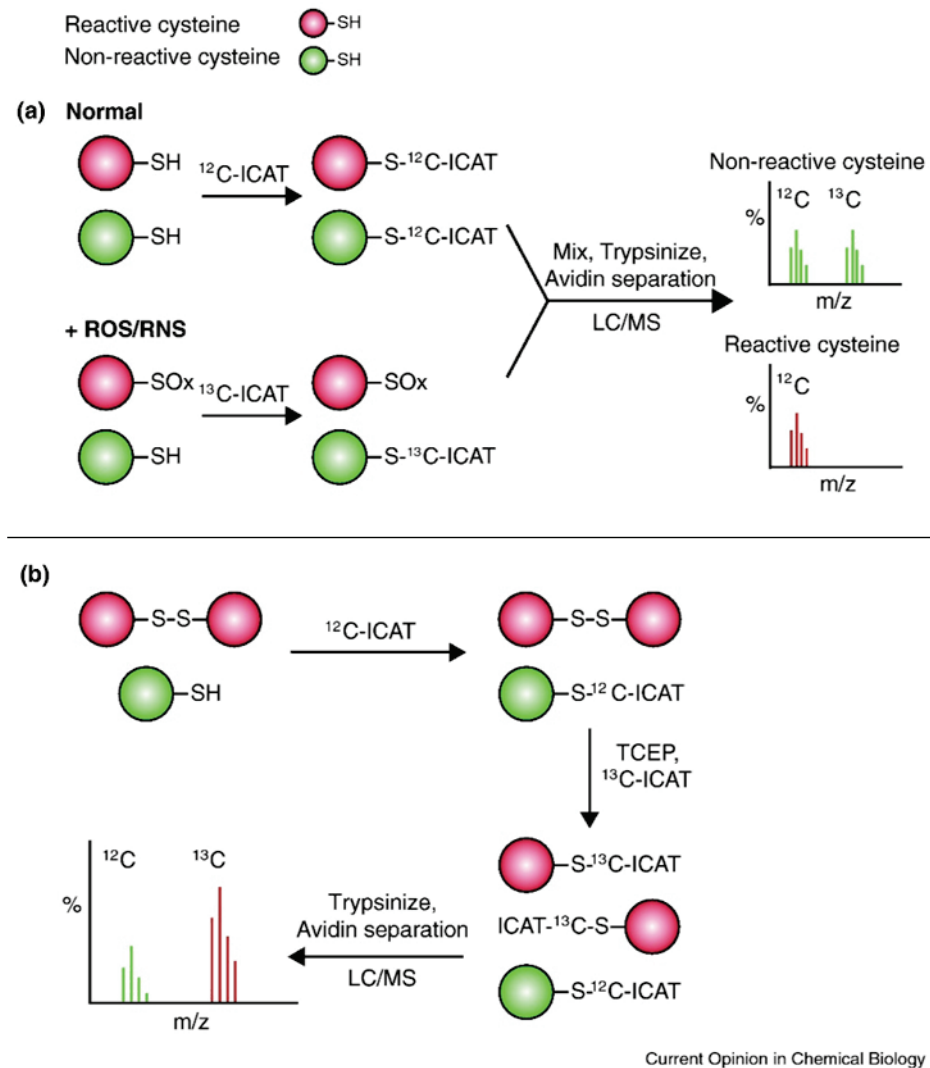 Reactive cysteine -SH
Non-reactive cysteine -SH
(a) Normal
-SH
¹²C-ICAT
-S-¹²C-ICAT
-SH
-S-¹²C-ICAT
+ ROS/RNS
-SOx
¹³C-ICAT
-SOx
-SH
-S-¹³C-ICAT
Mix, Trypsinize,
Avidin separation
LC/MS
Non-reactive cysteine
¹²C ¹³C
%
m/z
Reactive cysteine
¹²C
%
m/z
(b)
-S-S-
-SH
¹²C-ICAT
-S-S-
-S-¹²C-ICAT
TCEP,
¹³C-ICAT
-S-¹³C-ICAT
ICAT-¹³C-S-
-S-¹²C-ICAT
Trypsinize,
Avidin separation
LC/MS
¹²C ¹³C
%
m/z
Current Opinion in Chemical Biology